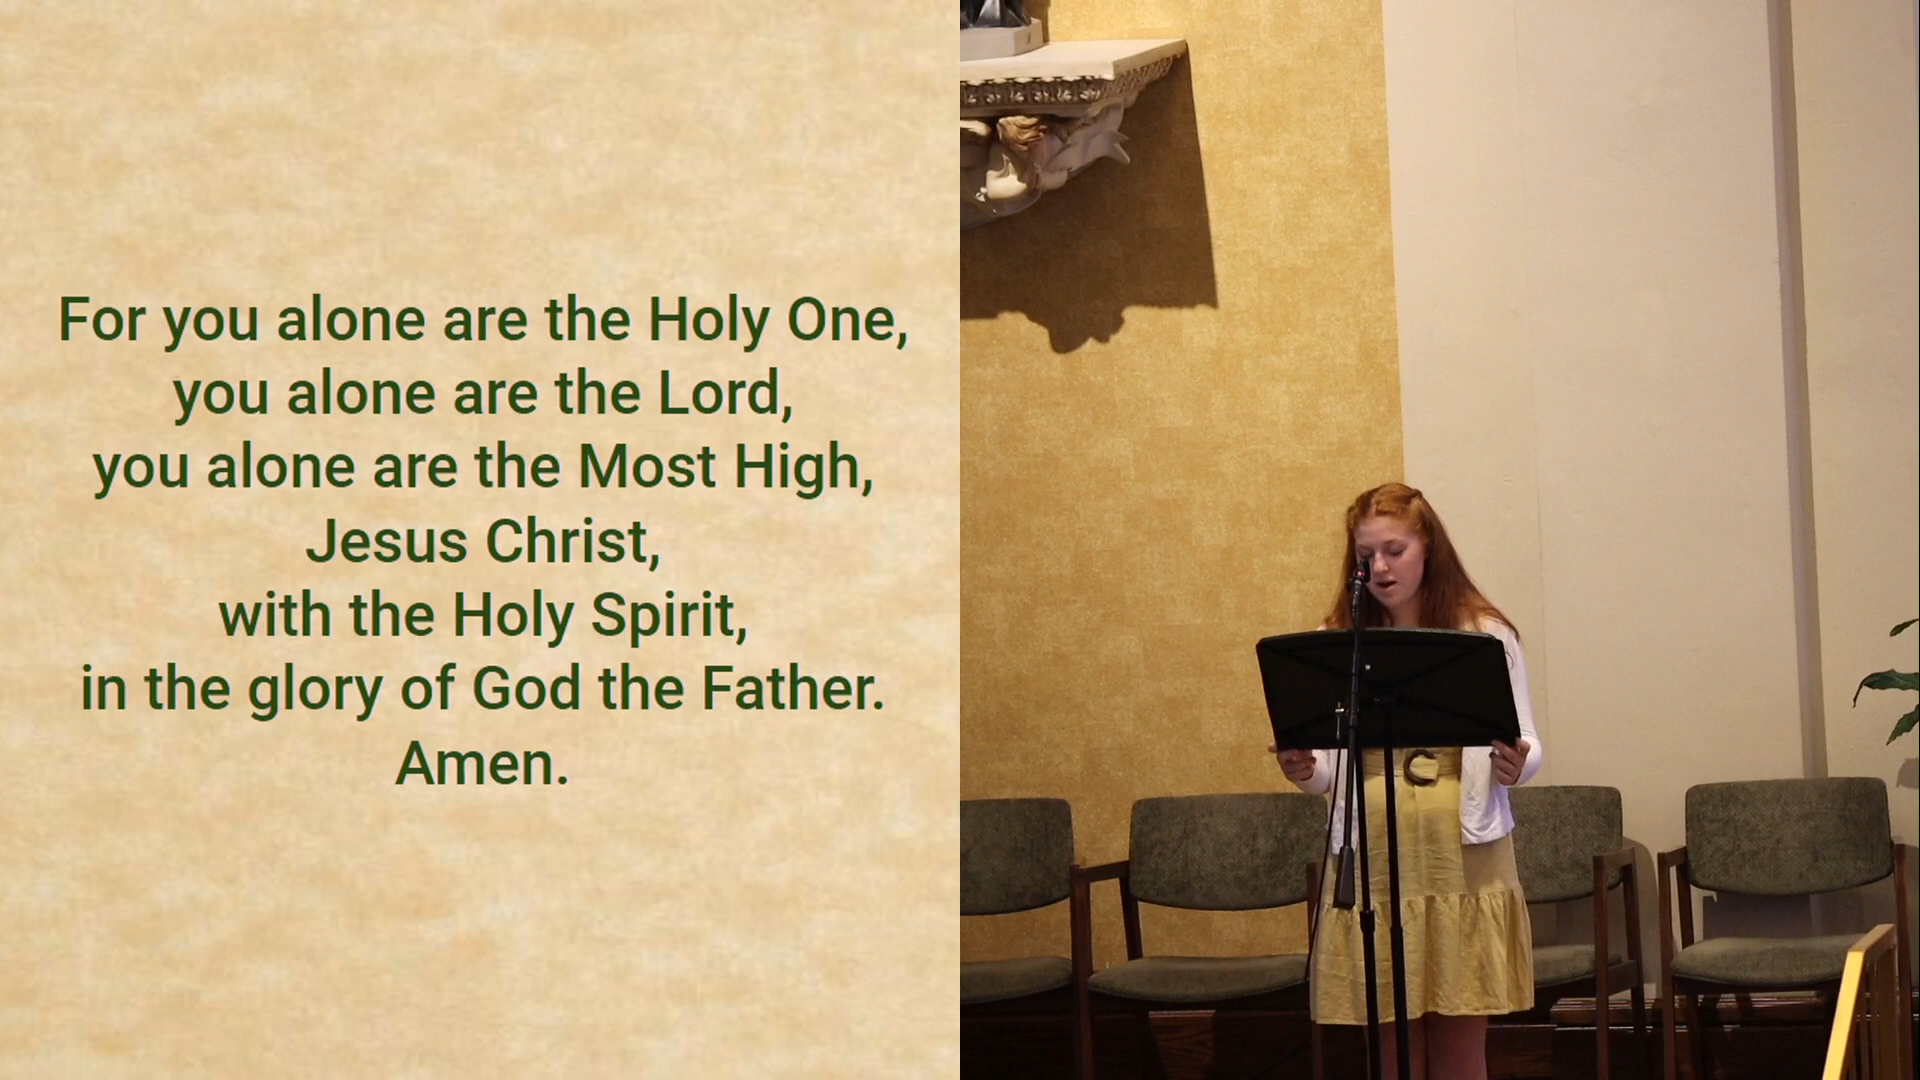 For you alone are the Holy One,
you alone are the Lord,
you alone are the Most High,
Jesus Christ,
with the Holy Spirit,
in the glory of God the Father.
Amen.